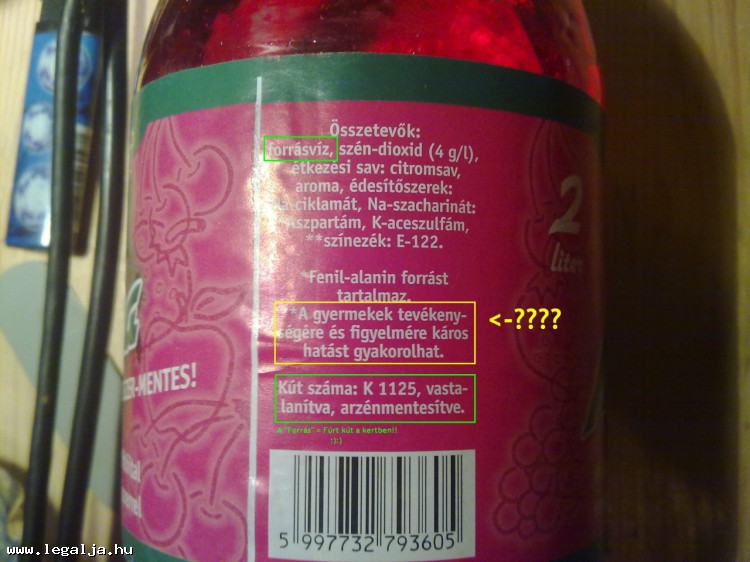 Összetevők:
forrásvíz, szén-dioxid (4 g/l),
étkezési sav: citromsav,
aroma, édesítőszerek:
Na-ciklamát, Na-szacharinát:
Aszpartám, K-aceszulfám,
**színezék: E-122.
*Fenil-alanin forrást
tartalmaz.
**A gyermekek tevékeny-
ségére és figyelmére káros
hatást gyakorolhat.
<-????
Kút száma: K 1125, vasta-
lanítva, arzénmentesítve.
A "Forrás" = Fúrt kút a kertben!!
:):)
5 997732 793605
2
liter
-MENTES!
www.legalja.hu